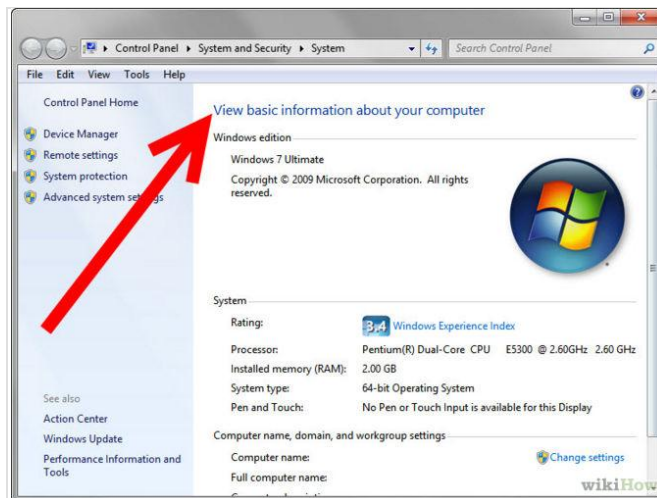 Control Panel ▸ System and Security ▸ System
Search Control Panel
File Edit View Tools Help
Control Panel Home
Device Manager
Remote settings
System protection
Advanced system settings
See also
Action Center
Windows Update
Performance Information and
Tools
View basic information about your computer
Windows edition
Windows 7 Ultimate
Copyright © 2009 Microsoft Corporation. All rights
reserved.
System
Rating:
3,4 Windows Experience Index
Processor:
Pentium(R) Dual-Core CPU E5300 @ 2.60GHz 2.60 GHz
Installed memory (RAM):
2.00 GB
System type:
64-bit Operating System
Pen and Touch:
No Pen or Touch Input is available for this Display
Computer name, domain, and workgroup settings
Computer name:
Change settings
Full computer name:
wikiHow